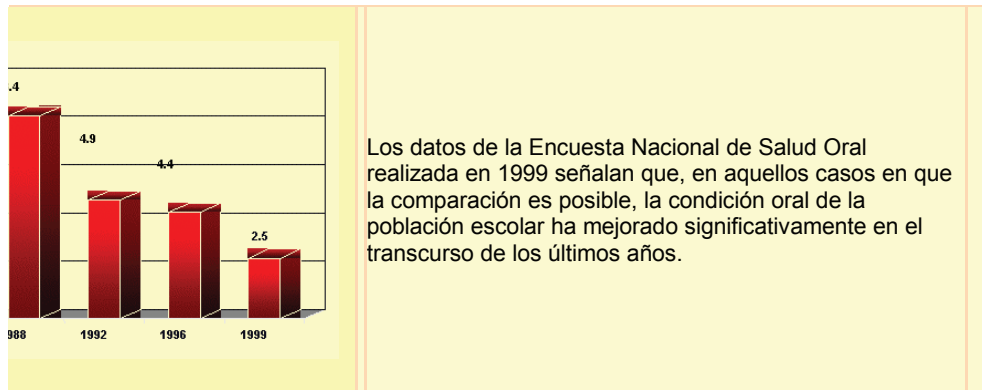 .4
4.9
4.4
2.5
988
1992
1996
1999
Los datos de la Encuesta Nacional de Salud Oral
realizada en 1999 señalan que, en aquellos casos en que
la comparación es posible, la condición oral de la
población escolar ha mejorado significativamente en el
transcurso de los últimos años.